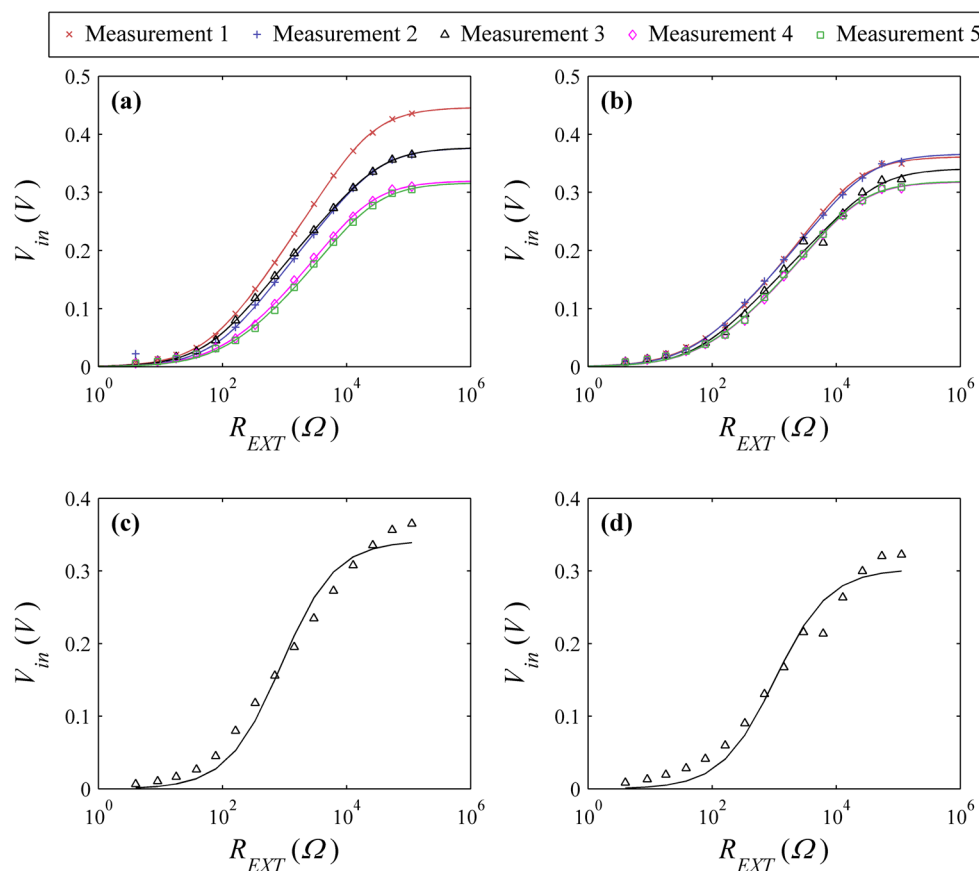 Measurement 1 Measurement 2 Measurement 3 Measurement 4 Measurement 5
(a)
0.5
0.4
0.3
0.2
0.1
0
V_in (V)
10^0 10^2 10^4 10^6
R_EXT (Ω)
(b)
0.5
0.4
0.3
0.2
0.1
0
V_in (V)
10^0 10^2 10^4 10^6
R_EXT (Ω)
(c)
0.4
0.3
0.2
0.1
0
V_in (V)
10^0 10^2 10^4 10^6
R_EXT (Ω)
(d)
0.4
0.3
0.2
0.1
0
V_in (V)
10^0 10^2 10^4 10^6
R_EXT (Ω)